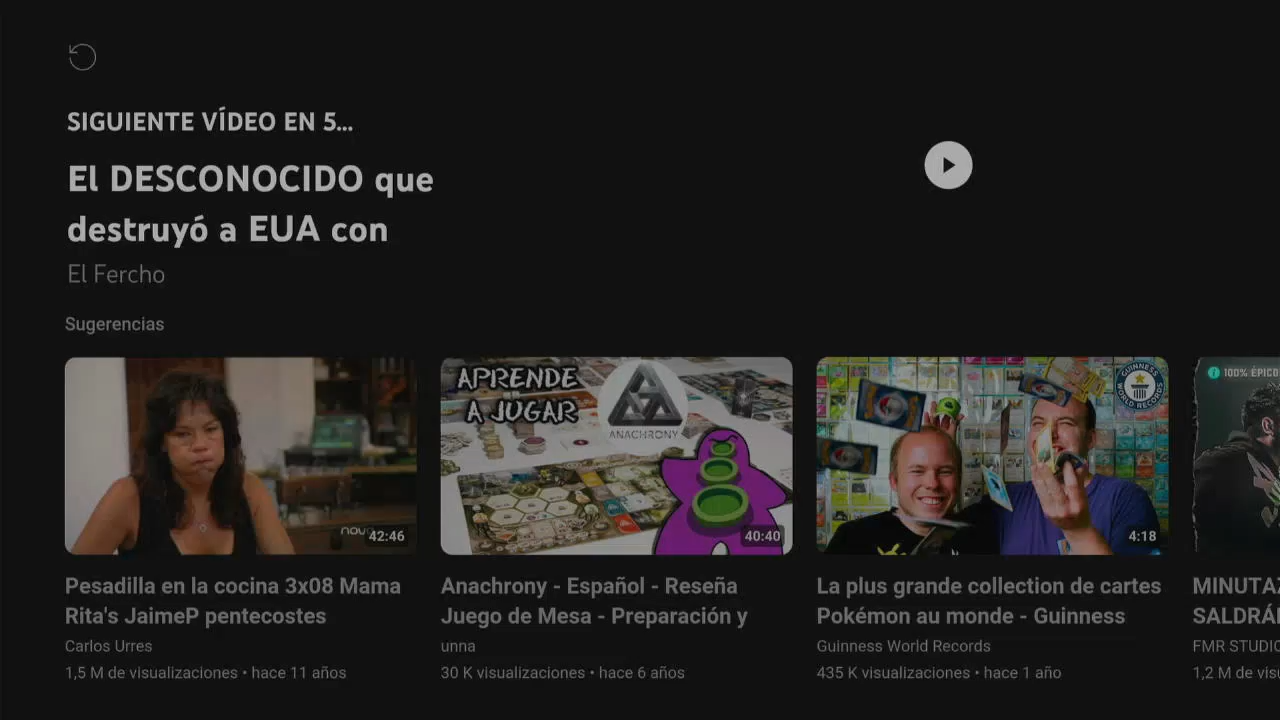 SIGUIENTE VÍDEO EN 5...
El DESCONOCIDO que
destruyó a EUA con
El Fercho
Sugerencias
nova
42:46
APRENDE
A JUGAR
ANACHRONY
40:40
GUINNESS
WORLD RECORDS
4:18
100% ÉPICO
Pesadilla en la cocina 3x08 Mama
Rita's JaimeP pentecostes
Carlos Urres
1,5 M de visualizaciones • hace 11 años
Anachrony - Español - Reseña
Juego de Mesa - Preparación y
unna
30 K visualizaciones • hace 6 años
La plus grande collection de cartes
Pokémon au monde - Guinness
Guinness World Records
435 K visualizaciones • hace 1 año
FMR STUDIO
1,2 M de